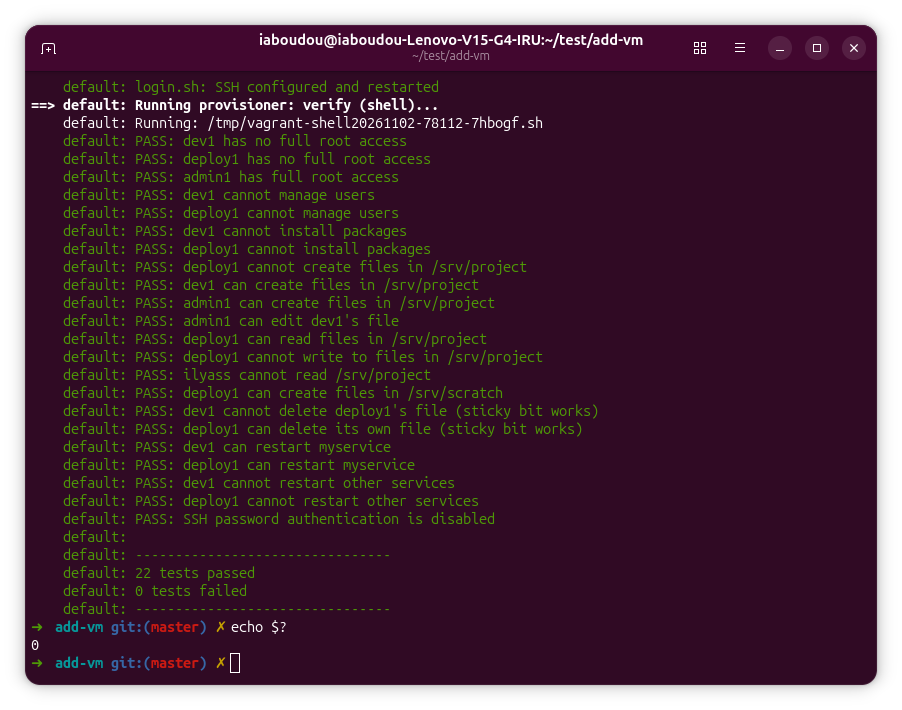 iaboudou@iaboudou-Lenovo-V15-G4-IRU:~/test/add-vm
~/test/add-vm
default: login.sh: SSH configured and restarted
==> default: Running provisioner: verify (shell)...
default: Running: /tmp/vagrant-shell20261102-78112-7hbogf.sh
default: PASS: dev1 has no full root access
default: PASS: deploy1 has no full root access
default: PASS: admin1 has full root access
default: PASS: dev1 cannot manage users
default: PASS: deploy1 cannot manage users
default: PASS: dev1 cannot install packages
default: PASS: deploy1 cannot install packages
default: PASS: deploy1 cannot create files in /srv/project
default: PASS: dev1 can create files in /srv/project
default: PASS: admin1 can create files in /srv/project
default: PASS: admin1 can edit dev1's file
default: PASS: deploy1 can read files in /srv/project
default: PASS: deploy1 cannot write to files in /srv/project
default: PASS: ilyass cannot read /srv/project
default: PASS: deploy1 can create files in /srv/scratch
default: PASS: dev1 cannot delete deploy1's file (sticky bit works)
default: PASS: deploy1 can delete its own file (sticky bit works)
default: PASS: dev1 can restart myservice
default: PASS: deploy1 can restart myservice
default: PASS: dev1 cannot restart other services
default: PASS: deploy1 cannot restart other services
default: PASS: SSH password authentication is disabled
default:
default: --------------------------------
default: 22 tests passed
default: 0 tests failed
default: --------------------------------
➜ add-vm git:(master) ✗ echo $?
0
➜ add-vm git:(master) ✗